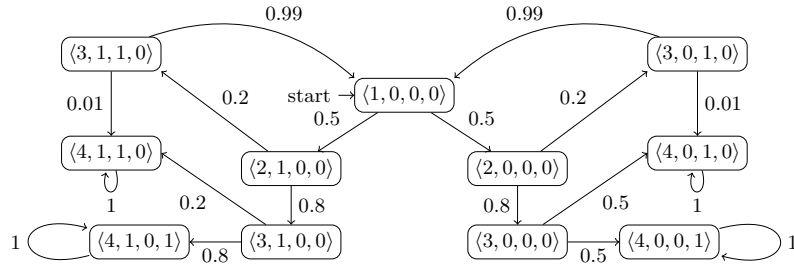 0.99 0.99
⟨3,1,1,0⟩ ⟨3,0,1,0⟩
start ⟨1,0,0,0⟩
0.01 0.2 0.5 0.5 0.2 0.01
⟨4,1,1,0⟩ ⟨4,0,1,0⟩
⟨2,1,0,0⟩ ⟨2,0,0,0⟩
1 0.2 0.8 0.8 0.5 1
1 ⟨4,1,0,1⟩ 0.8 ⟨3,1,0,0⟩ ⟨3,0,0,0⟩ 0.5 ⟨4,0,0,1⟩ 1